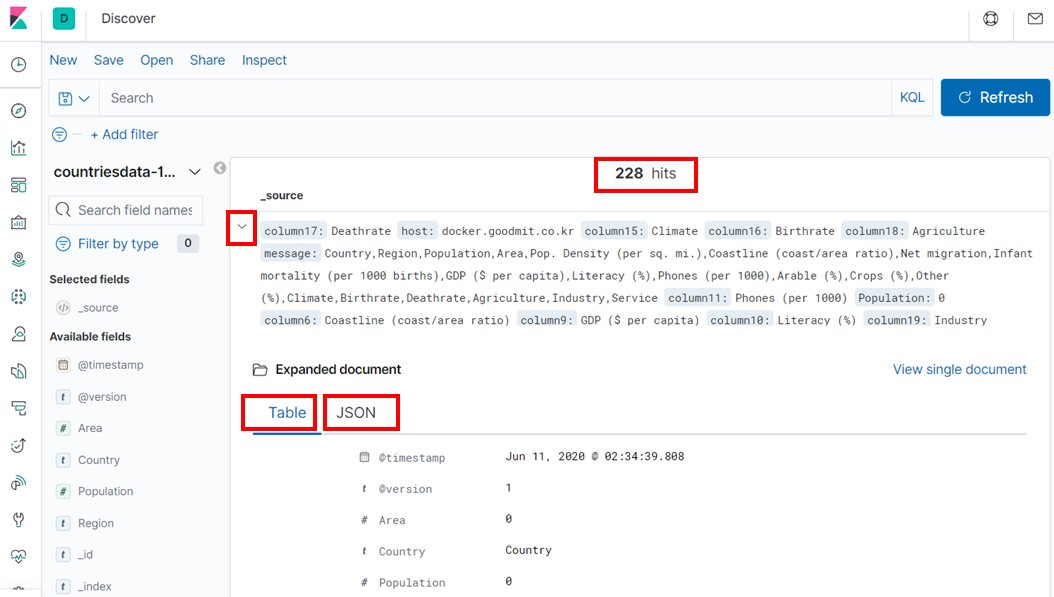 D Discover
New Save Open Share Inspect
Search KQL Refresh
+ Add filter
countriesdata-1...
228 hits
Search field names
Filter by type 0
Selected fields
_source
Available fields
@timestamp
@version
Area
Country
Population
Region
_id
_index
_source
column17: Deathrate host: docker.goodmit.co.kr column15: Climate column16: Birthrate column18: Agriculture
message: Country,Region,Population,Area,Pop. Density (per sq. mi.),Coastline (coast/area ratio),Net migration,Infant
mortality (per 1000 births),GDP ($ per capita),Literacy (%),Phones (per 1000),Arable (%),Crops (%),Other
(%),Climate,Birthrate,Deathrate,Agriculture,Industry,Service column11: Phones (per 1000) Population: 0
column6: Coastline (coast/area ratio) column9: GDP ($ per capita) column10: Literacy (%) column19: Industry
Expanded document View single document
Table JSON
@timestamp Jun 11, 2020 @ 02:34:39.808
t @version 1
# Area 0
t Country Country
# Population 0